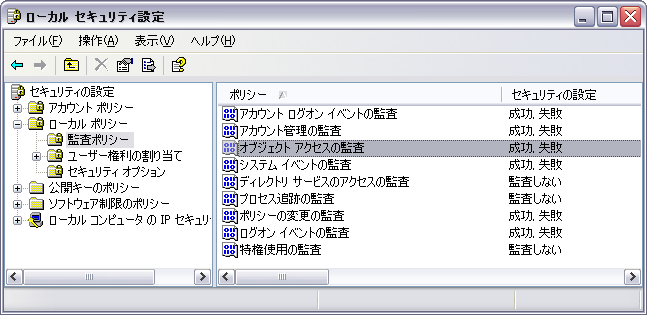 ローカル セキュリティ設定
ファイル(F) 操作(A) 表示(V) ヘルプ(H)
セキュリティの設定
アカウント ポリシー
ローカル ポリシー
監査ポリシー
ユーザー権利の割り当て
セキュリティ オプション
公開キーのポリシー
ソフトウェア制限のポリシー
ローカル コンピュータ の IP セキュリ
ポリシー セキュリティの設定
アカウント ログオン イベントの監査 成功, 失敗
アカウント管理の監査 成功, 失敗
オブジェクト アクセスの監査 成功, 失敗
システム イベントの監査 成功, 失敗
ディレクトリ サービスのアクセスの監査 監査しない
プロセス追跡の監査 監査しない
ポリシーの変更の監査 成功, 失敗
ログオン イベントの監査 成功, 失敗
特権使用の監査 監査しない